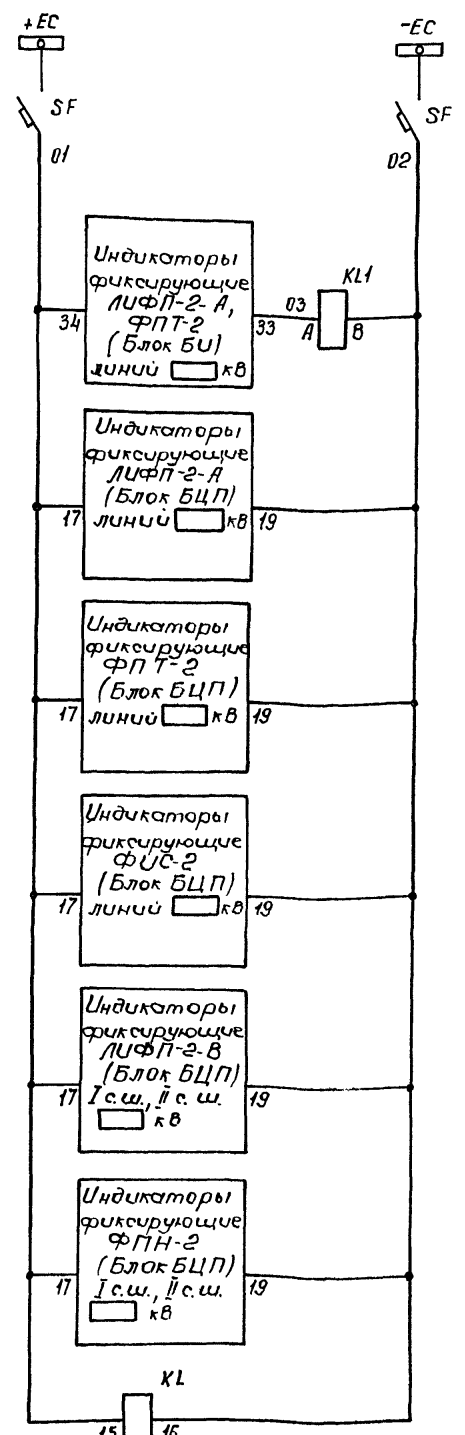 +EC
-EC
SF
SF
01
02
Индикаторы
фиксирующие
ЛИФП-2-А,
ФПТ-2
(Блок БИ)
линий кВ
34
33
03
KL1
А
В
Индикаторы
фиксирующие
ЛИФП-2-А
(Блок БЦП)
линий кВ
17
19
Индикаторы
фиксирующие
ФПТ-2
(Блок БЦП)
линий кВ
17
19
Индикаторы
фиксирующие
ФИС-2
(Блок БЦП)
линий кВ
17
19
Индикаторы
фиксирующие
ЛИФП-2-В
(Блок БЦП)
I с.ш., II с.ш.
кВ
17
19
Индикаторы
фиксирующие
ФПН-2
(Блок БЦП)
I с.ш., II с.ш.
кВ
17
19
KL
15
16